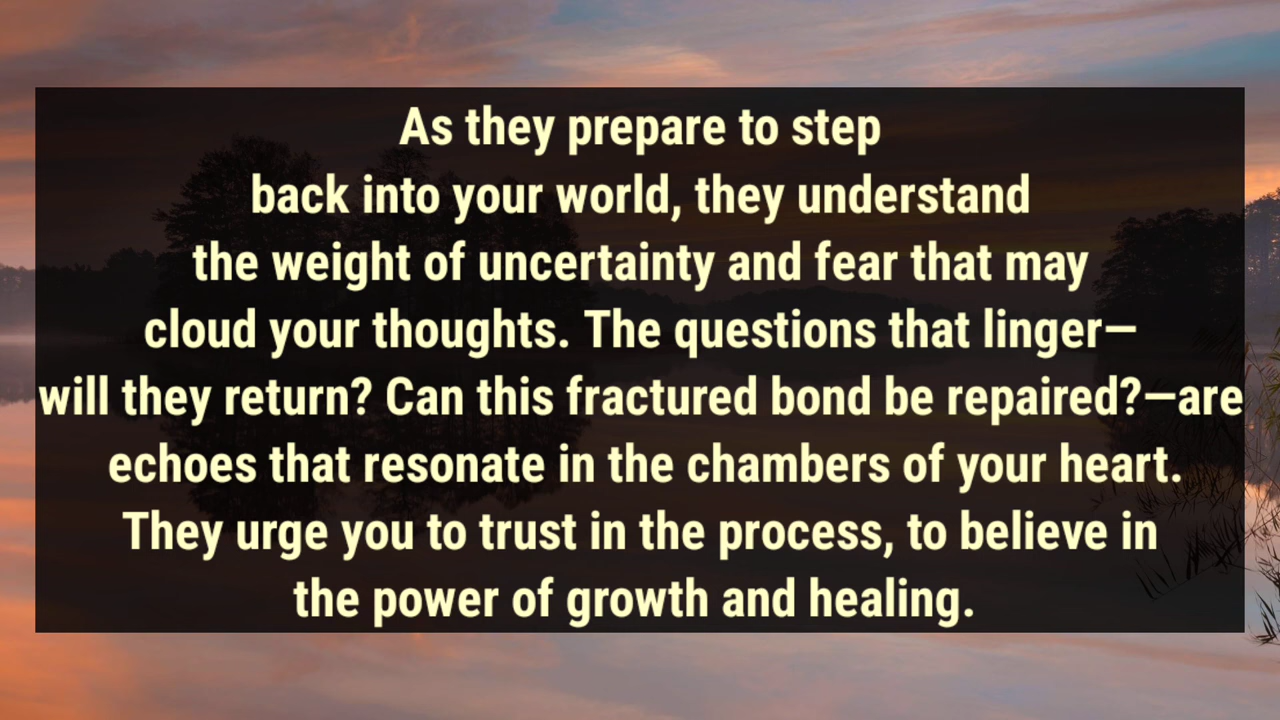 As they prepare to step
back into your world, they understand
the weight of uncertainty and fear that may
cloud your thoughts. The questions that linger—
will they return? Can this fractured bond be repaired?—are
echoes that resonate in the chambers of your heart.
They urge you to trust in the process, to believe in
the power of growth and healing.